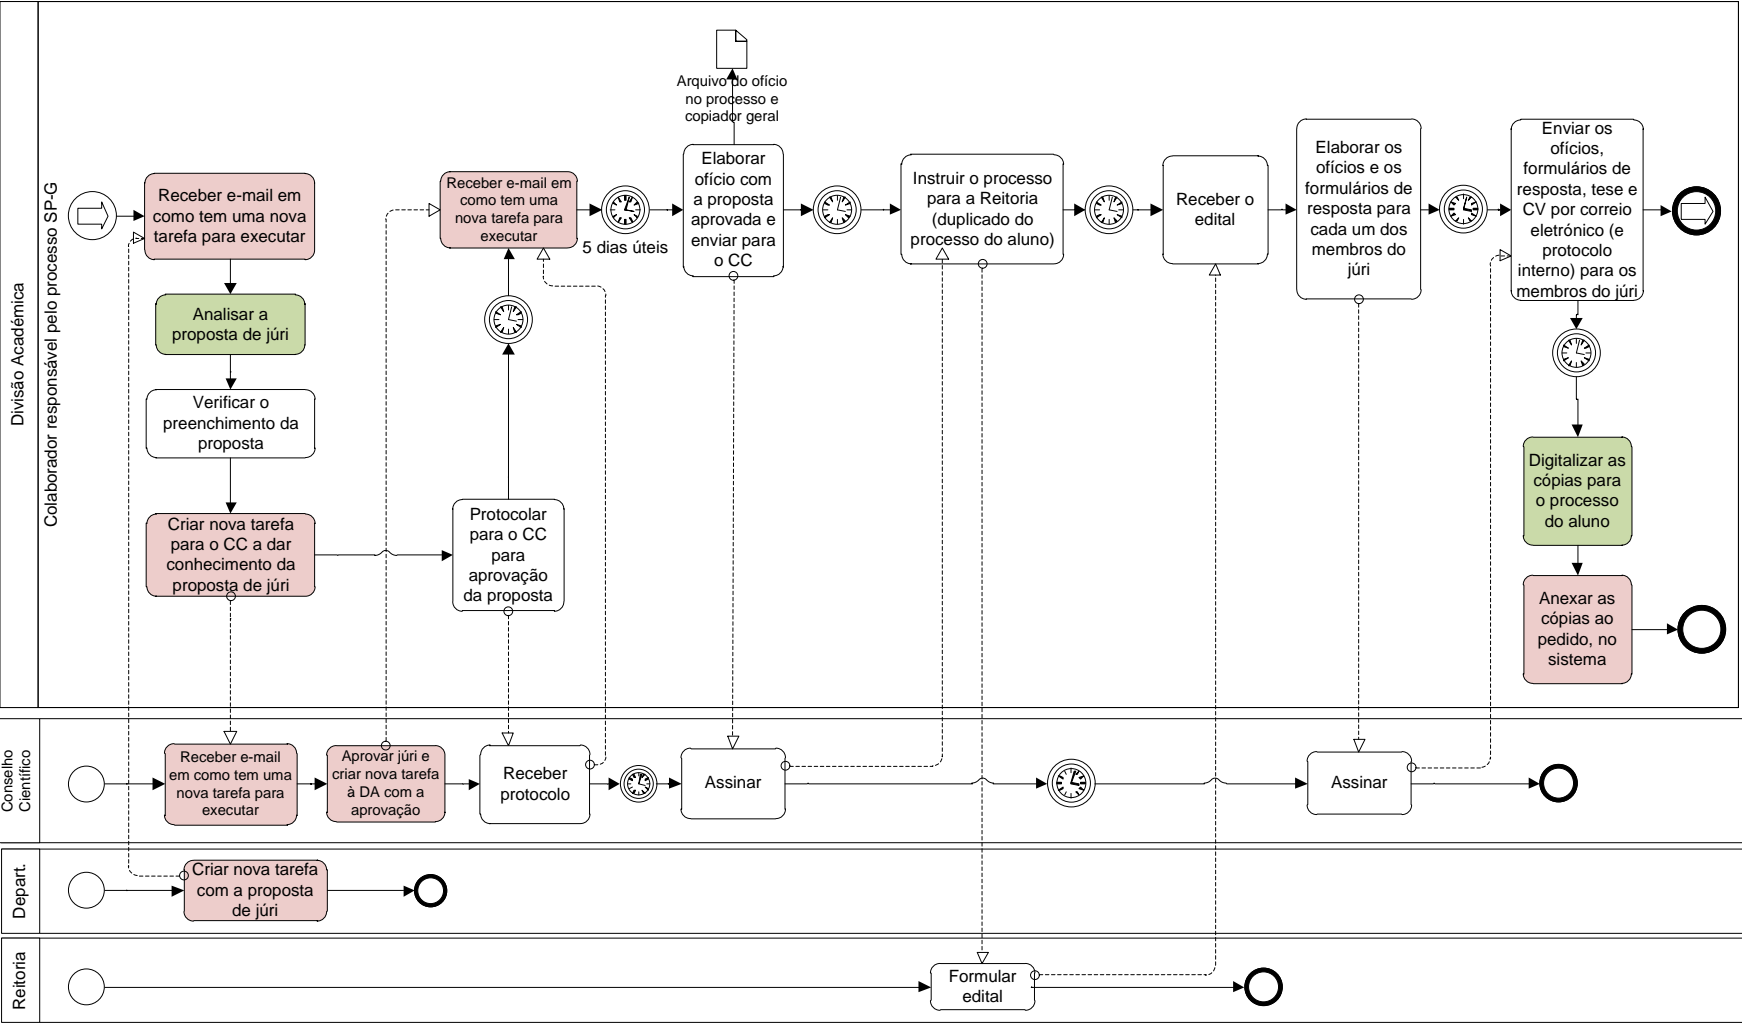 Divisão Académica
Colaborador responsável pelo processo SP-G
Receber e-mail em
como tem uma nova
tarefa para executar
Analisar a
proposta de júri
Verificar o
preenchimento da
proposta
Criar nova tarefa
para o CC a dar
conhecimento da
proposta de júri
Protocolar
para o CC
para
aprovação
da proposta
Receber e-mail em
como tem uma
nova tarefa para
executar
5 dias úteis
Arquivo do ofício
no processo e
copiador geral
Elaborar
ofício com
a proposta
aprovada e
enviar para
o CC
Instruir o processo
para a Reitoria
(duplicado do
processo do aluno)
Receber o
edital
Elaborar os
ofícios e os
formulários de
resposta para
cada um dos
membros do
júri
Enviar os
ofícios,
formulários de
resposta, tese e
CV por correio
eletrónico (e
protocolo
interno) para os
membros do júri
Digitalizar as
cópias para
o processo
do aluno
Anexar as
cópias ao
pedido, no
sistema
Conselho
Científico
Receber e-mail
em como tem uma
nova tarefa para
executar
Aprovar júri e
criar nova tarefa
à DA com a
aprovação
Receber
protocolo
Assinar
Assinar
Depart.
Criar nova tarefa
com a proposta
de júri
Reitoria
Formular
edital